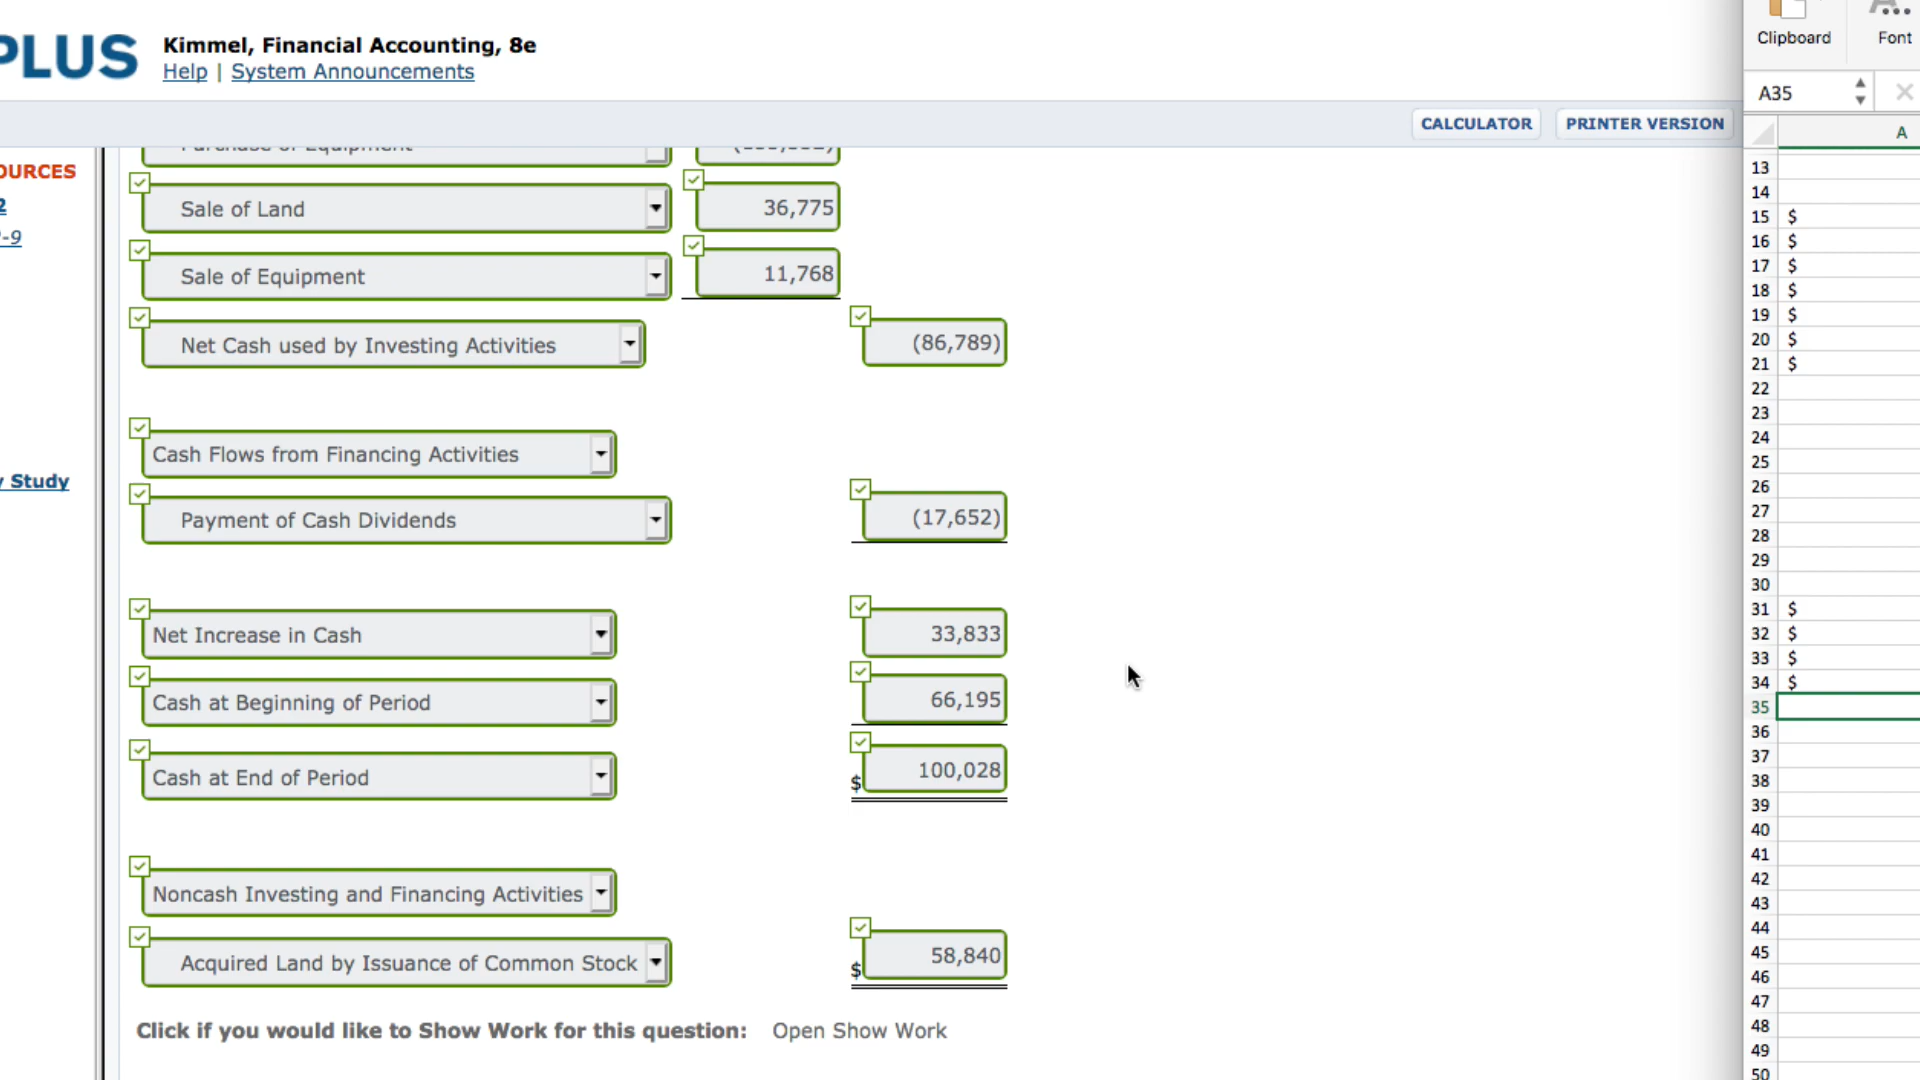 PLUS
Kimmel, Financial Accounting, 8e
Help | System Announcements
CALCULATOR
PRINTER VERSION
OURCES
2
-9
y Study
Purchase of Equipment
Sale of Land
36,775
Sale of Equipment
11,768
Net Cash used by Investing Activities
(86,789)
Cash Flows from Financing Activities
Payment of Cash Dividends
(17,652)
Net Increase in Cash
33,833
Cash at Beginning of Period
66,195
Cash at End of Period
$ 100,028
Noncash Investing and Financing Activities
Acquired Land by Issuance of Common Stock
$ 58,840
Click if you would like to Show Work for this question: Open Show Work
Clipboard
Font
A35
A
13
14
15 $
16 $
17 $
18 $
19 $
20 $
21 $
22
23
24
25
26
27
28
29
30
31 $
32 $
33 $
34 $
35
36
37
38
39
40
41
42
43
44
45
46
47
48
49
50